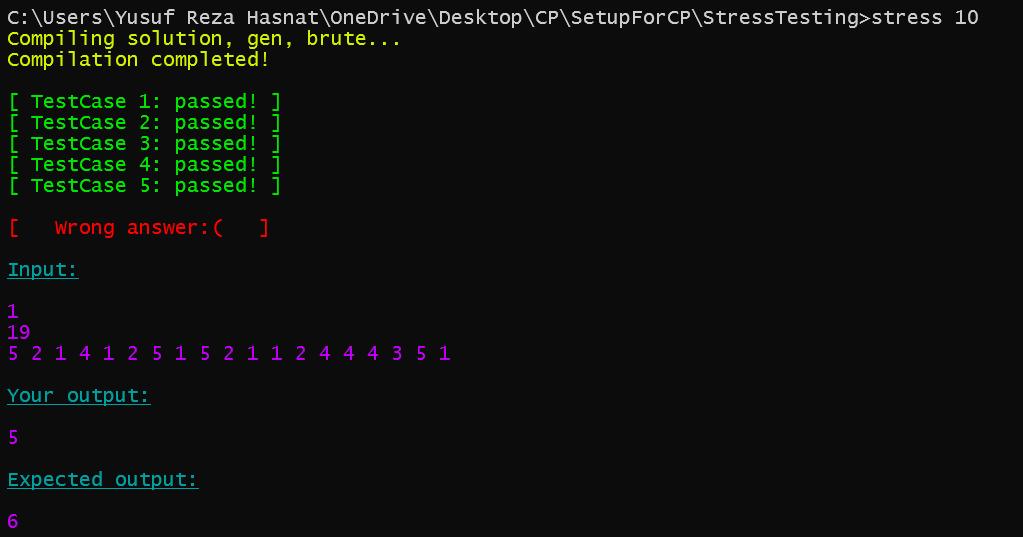 C:\Users\Yusuf Reza Hasnat\OneDrive\Desktop\CP\SetupForCP\StressTesting>stress 10
Compiling solution, gen, brute...
Compilation completed!
[ TestCase 1: passed! ]
[ TestCase 2: passed! ]
[ TestCase 3: passed! ]
[ TestCase 4: passed! ]
[ TestCase 5: passed! ]
[   Wrong answer:(   ]
Input:
1
19
5 2 1 4 1 2 5 1 5 2 1 1 2 4 4 4 3 5 1
Your output:
5
Expected output:
6